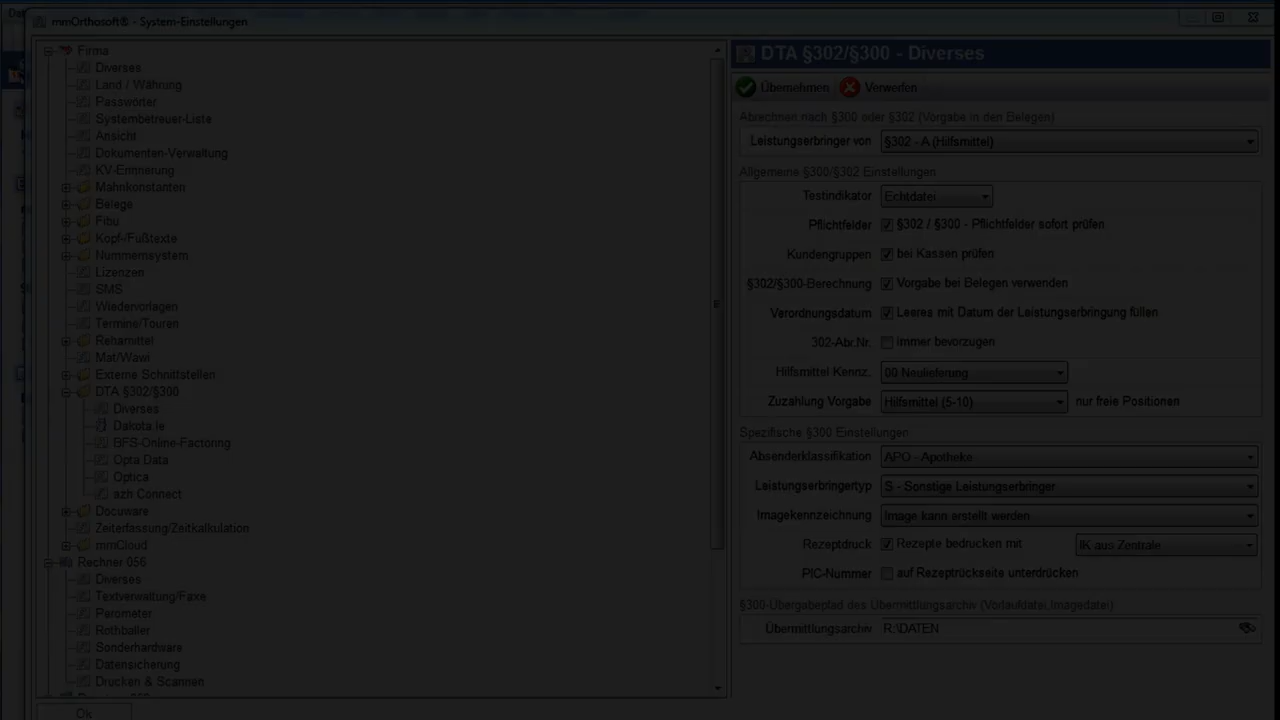 mmOrthosoft® - System-Einstellungen
Firma
Diverses
Land / Währung
Passwörter
Systembetreuer-Liste
Ansicht
Dokumenten-Verwaltung
KV-Erinnerung
Mahnkonstanten
Belege
Fibu
Kopf-/Fußtexte
Nummernsystem
Lizenzen
SMS
Wiedervorlagen
Termine/Touren
Rehamittel
Mat/Wawi
Externe Schnittstellen
DTA §302/§300
Diverses
Dakota.le
BFS-Online-Factoring
Opta Data
Optica
azh Connect
Docuware
Zeiterfassung/Zeitkalkulation
mmCloud
Rechner 056
Diverses
Textverwaltung/Faxe
Perometer
Rothballer
Sonderhardware
Datensicherung
Drucken & Scannen
Ok
DTA §302/§300 - Diverses
Übernehmen Verwerfen
Abrechnen nach §300 oder §302 (Vorgabe in den Belegen)
Leistungserbringer von §302 - A (Hilfsmittel)
Allgemeine §300/§302 Einstellungen
Testindikator Echtdatei
Pflichtfelder §302 / §300 - Pflichtfelder sofort prüfen
Kundengruppen bei Kassen prüfen
§302/§300-Berechnung Vorgabe bei Belegen verwenden
Verordnungsdatum Leeres mit Datum der Leistungserbringung füllen
302-Abr.Nr. immer bevorzugen
Hilfsmittel Kennz. 00 Neulieferung
Zuzahlung Vorgabe Hilfsmittel (5-10) nur freie Positionen
Spezifische §300 Einstellungen
Absenderklassifikation APO - Apotheke
Leistungserbringertyp S - Sonstige Leistungserbringer
Imagekennzeichnung Image kann erstellt werden
Rezeptdruck Rezepte bedrucken mit IK aus Zentrale
PIC-Nummer auf Rezeptrückseite unterdrücken
§300-Übergabepfad des Übermittlungsarchiv (Vorlaufdatei,Imagedatei)
Übermittlungsarchiv R:\DATEN